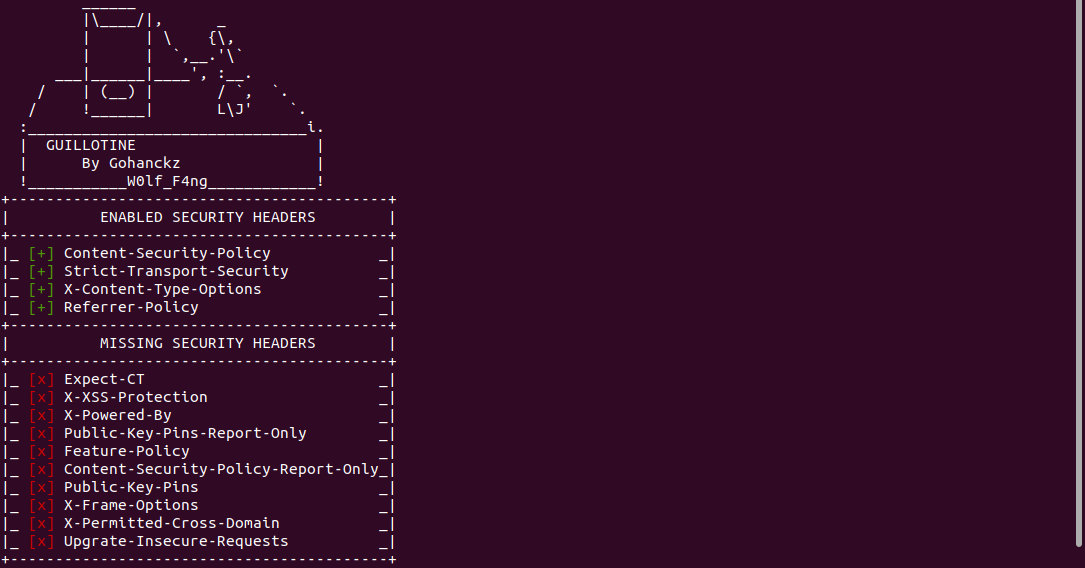 GUILLOTINE
By Gohanckz
W0lf_F4ng
ENABLED SECURITY HEADERS
[+] Content-Security-Policy
[+] Strict-Transport-Security
[+] X-Content-Type-Options
[+] Referrer-Policy
MISSING SECURITY HEADERS
[x] Expect-CT
[x] X-XSS-Protection
[x] X-Powered-By
[x] Public-Key-Pins-Report-Only
[x] Feature-Policy
[x] Content-Security-Policy-Report-Only
[x] Public-Key-Pins
[x] X-Frame-Options
[x] X-Permitted-Cross-Domain
[x] Upgrate-Insecure-Requests